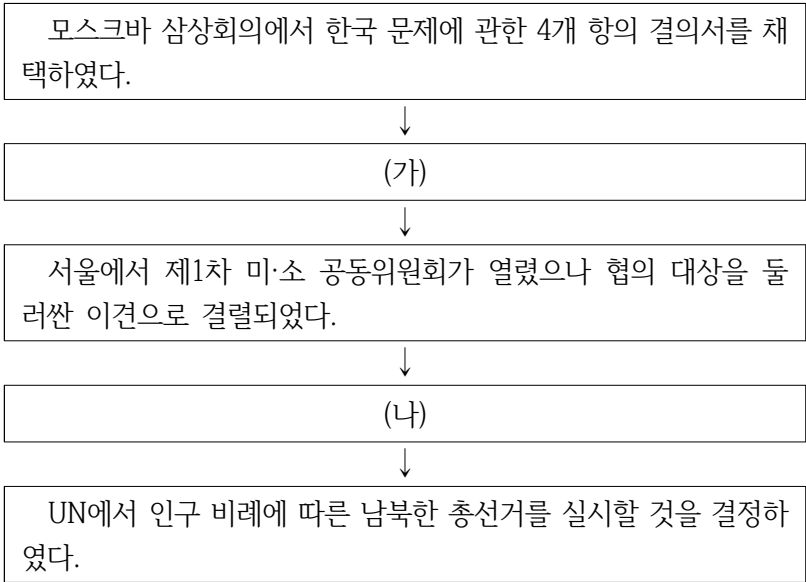 모스크바 삼상회의에서 한국 문제에 관한 4개 항의 결의서를 채
택하였다.
↓
(가)
↓
서울에서 제1차 미·소 공동위원회가 열렸으나 협의 대상을 둘
러싼 이견으로 결렬되었다.
↓
(나)
↓
UN에서 인구 비례에 따른 남북한 총선거를 실시할 것을 결정하
였다.